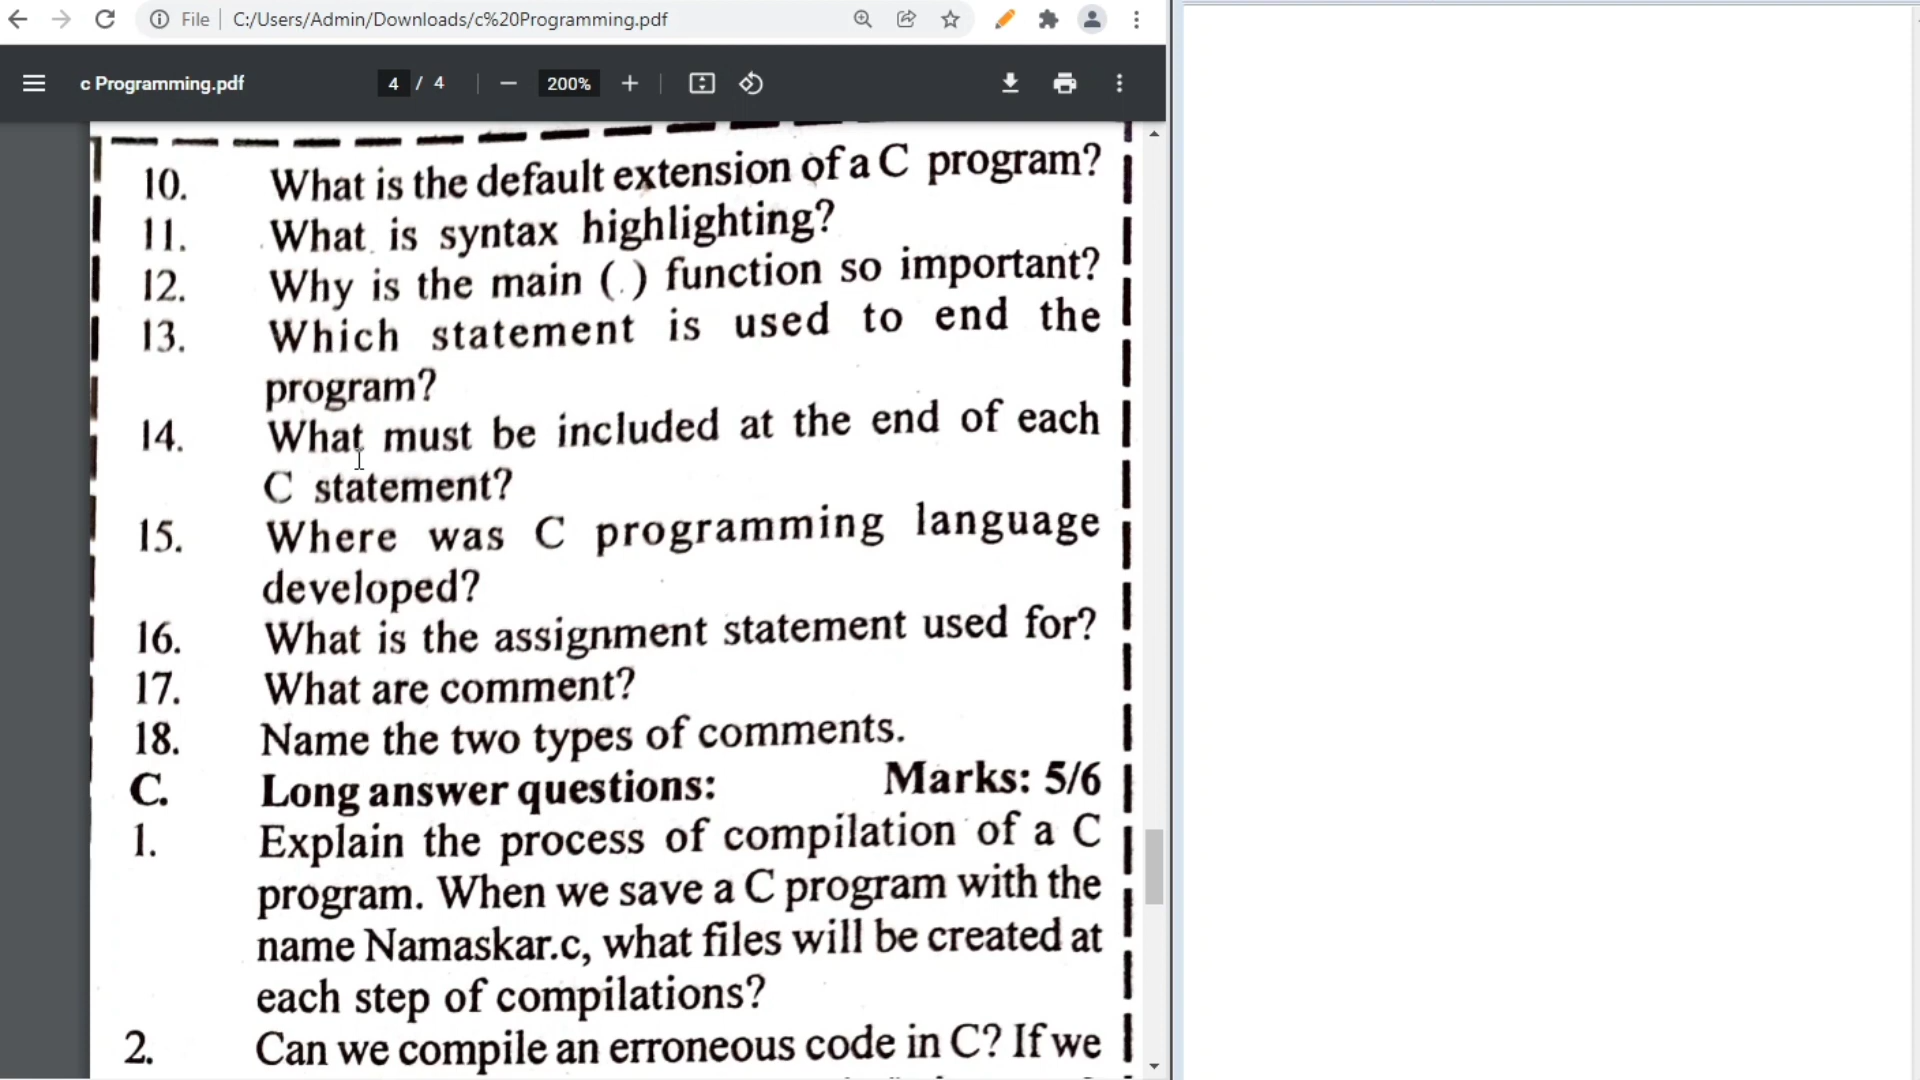 File
C:/Users/Admin/Downloads/c%20Programming.pdf
c Programming.pdf
4 / 4
200%
10. What is the default extension of a C program?
11. What is syntax highlighting?
12. Why is the main ( ) function so important?
13. Which statement is used to end the
program?
14. What must be included at the end of each
C statement?
15. Where was C programming language
developed?
16. What is the assignment statement used for?
17. What are comment?
18. Name the two types of comments.
C. Long answer questions: Marks: 5/6
1. Explain the process of compilation of a C
program. When we save a C program with the
name Namaskar.c, what files will be created at
each step of compilations?
2. Can we compile an erroneous code in C? If we